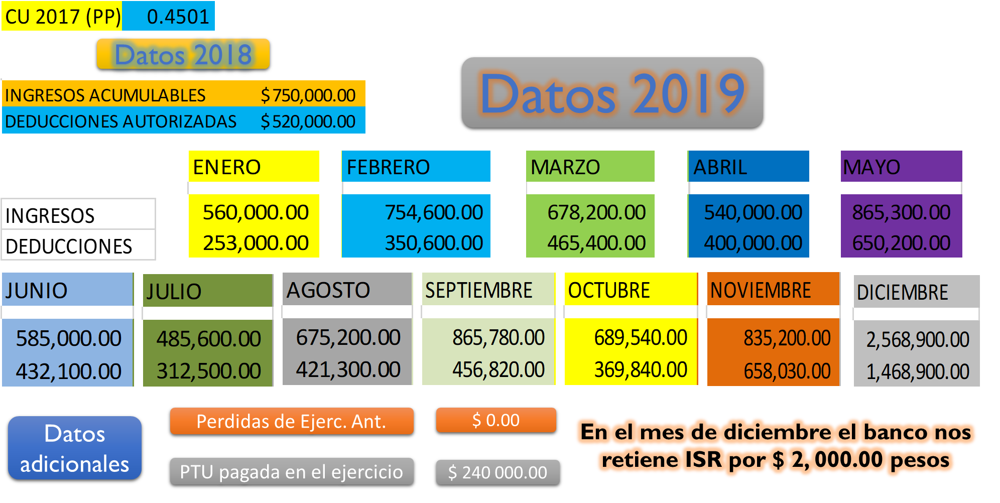 CU 2017 (PP) 0.4501
Datos 2018
INGRESOS ACUMULABLES $ 750,000.00
DEDUCCIONES AUTORIZADAS $ 520,000.00
Datos 2019
ENERO FEBRERO MARZO ABRIL MAYO
INGRESOS 560,000.00 754,600.00 678,200.00 540,000.00 865,300.00
DEDUCCIONES 253,000.00 350,600.00 465,400.00 400,000.00 650,200.00
JUNIO JULIO AGOSTO SEPTIEMBRE OCTUBRE NOVIEMBRE DICIEMBRE
585,000.00 485,600.00 675,200.00 865,780.00 689,540.00 835,200.00 2,568,900.00
432,100.00 312,500.00 421,300.00 456,820.00 369,840.00 658,030.00 1,468,900.00
Datos
adicionales
Perdidas de Ejerc. Ant. $ 0.00
PTU pagada en el ejercicio $ 240 000.00
En el mes de diciembre el banco nos
retiene ISR por $ 2, 000.00 pesos